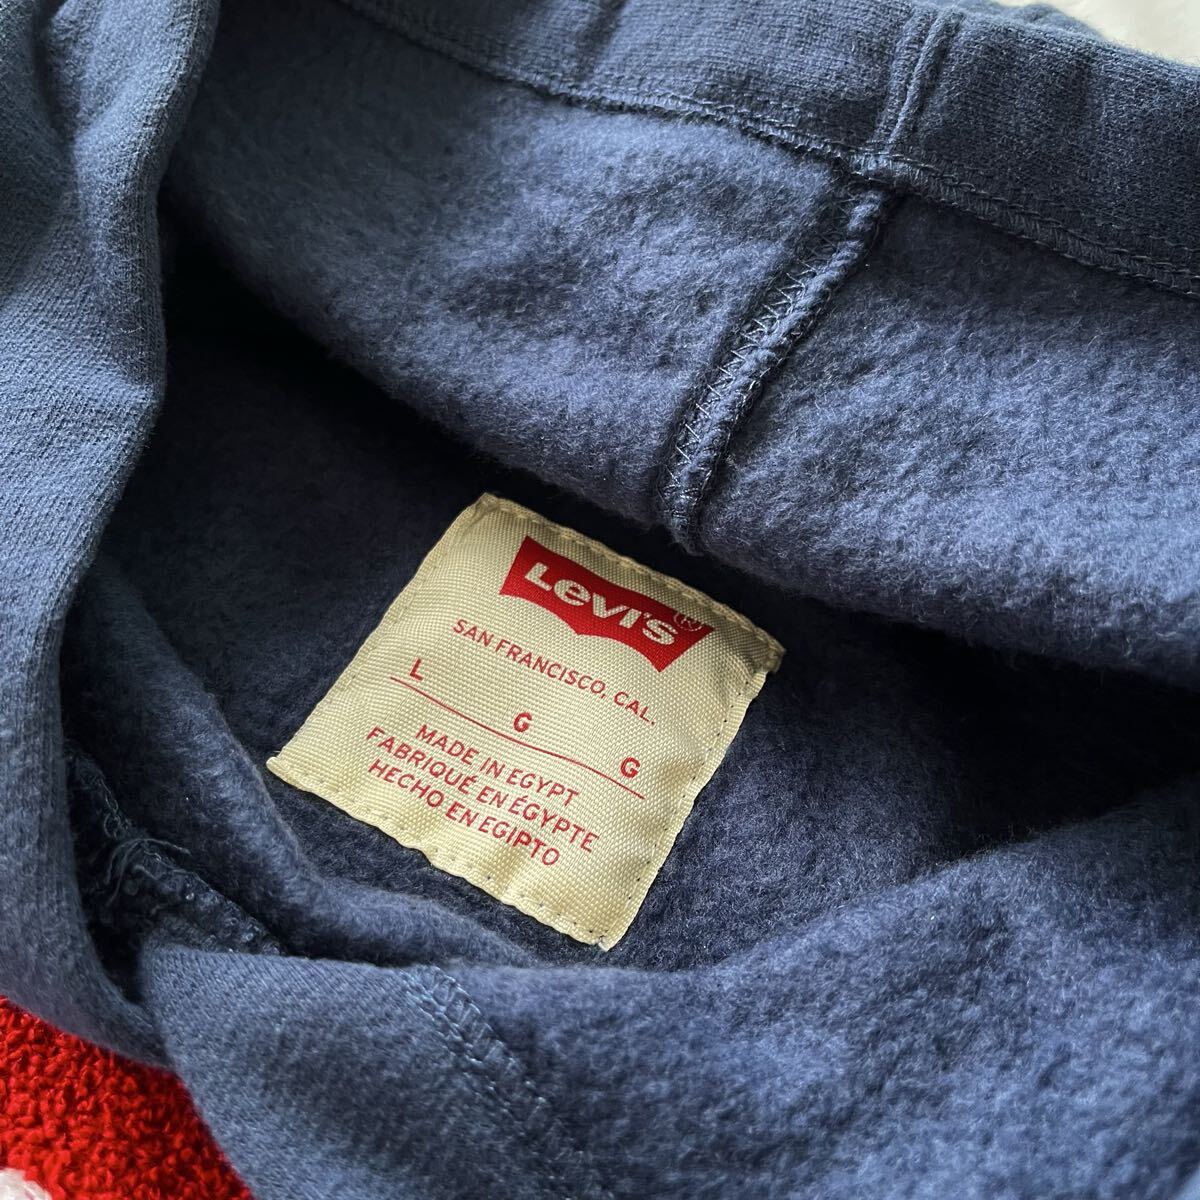 Levi's®
SAN FRANCISCO, CAL.
L G G
MADE IN EGYPT
FABRIQUÉ EN ÉGYPTE
HECHO EN EGIPTO